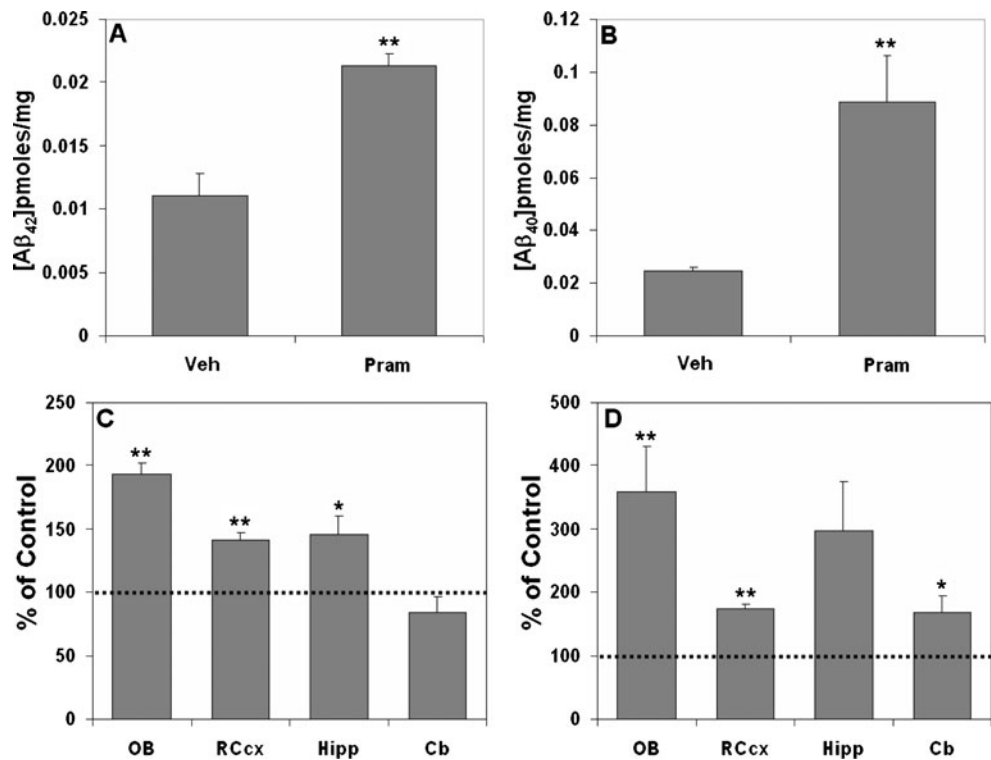 A
0.025
0.02
0.015
0.01
0.005
0
[Aβ42]pmoles/mg
**
Veh
Pram
B
0.12
0.1
0.08
0.06
0.04
0.02
0
[Aβ40]pmoles/mg
**
Veh
Pram
C
250
200
150
100
50
0
% of Control
**
**
*
OB
RCcx
Hipp
Cb
D
500
400
300
200
100
0
% of Control
**
**
*
OB
RCcx
Hipp
Cb